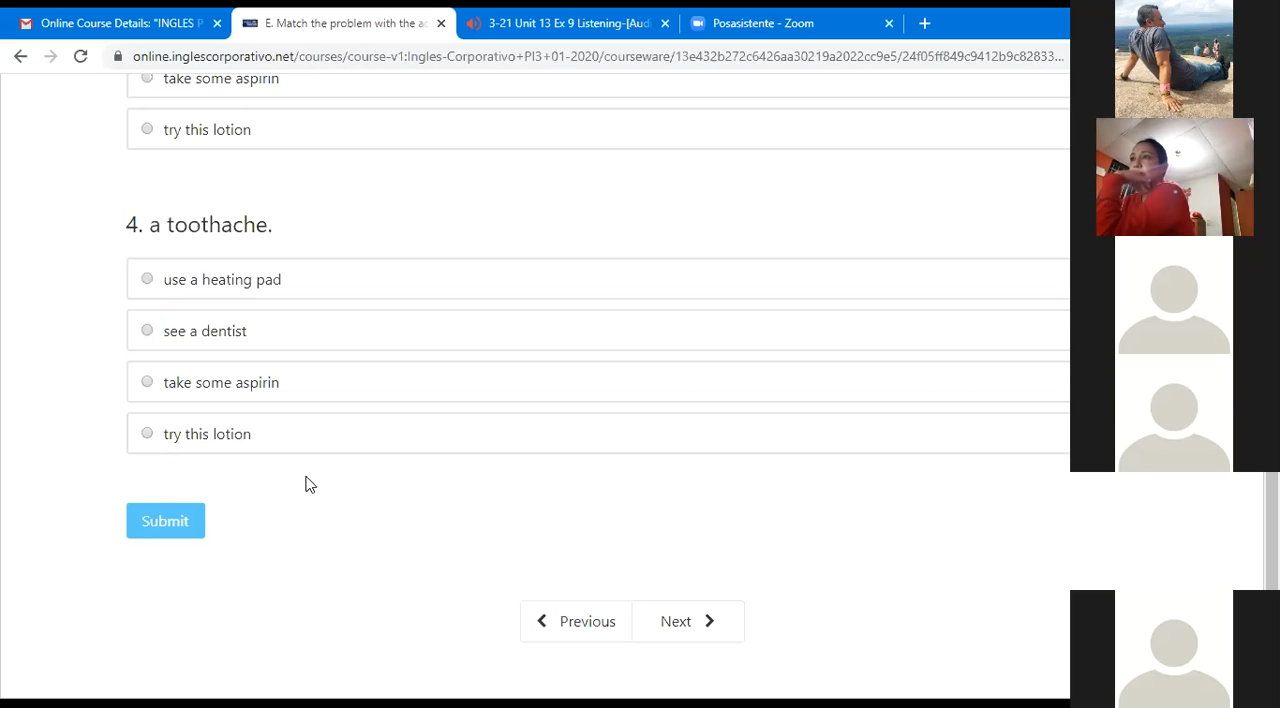 Online Course Details: "INGLES P
E. Match the problem with the ac
3-21 Unit 13 Ex 9 Listening-[Audi
Posasistente - Zoom
online.inglescorporativo.net/courses/course-v1:Ingles-Corporativo+PI3+01-2020/courseware/13e432b272c6426aa30219a2022cc9e5/24f05ff849c9412b9c82833...
take some aspirin
try this lotion
4. a toothache.
use a heating pad
see a dentist
take some aspirin
try this lotion
Submit
Previous
Next